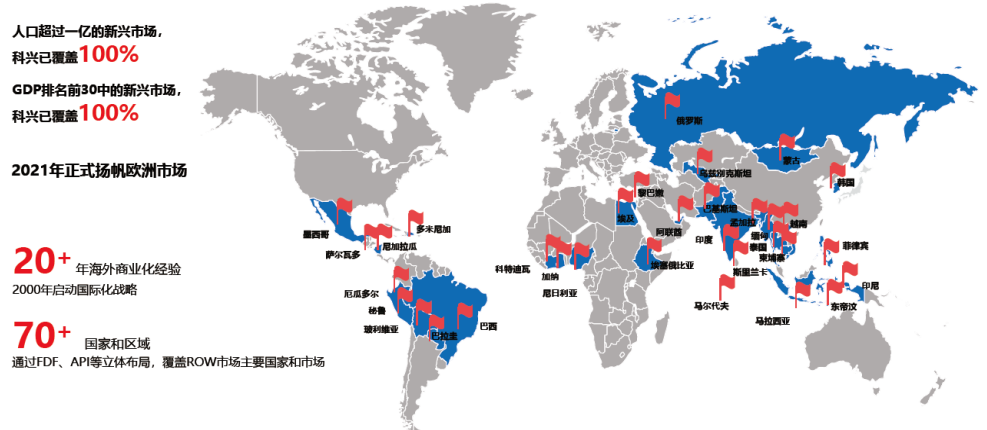 人口超过一亿的新兴市场，
科兴已覆盖100%
GDP排名前30中的新兴市场，
科兴已覆盖100%
2021年正式扬帆欧洲市场
20+ 年海外商业化经验
2000年启动国际化战略
70+ 国家和区域
通过FDF、API等立体布局，覆盖ROW市场主要国家和市场
俄罗斯
蒙古
乌兹别克斯坦
韩国
黎巴嫩
巴基斯坦
埃及
孟加拉
越南
阿联酋
印度
缅甸
泰国
柬埔寨
菲律宾
墨西哥
多米尼加
尼加拉瓜
萨尔瓦多
科特迪瓦
加纳
尼日利亚
埃塞俄比亚
斯里兰卡
马尔代夫
印尼
东帝汶
马拉西亚
厄瓜多尔
秘鲁
玻利维亚
巴拉圭
巴西